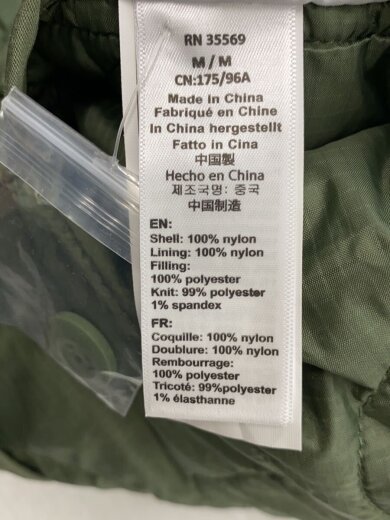 RN 35569
M / M
CN:175/96A
Made in China
Fabriqué en Chine
In China hergestellt
Fatto in Cina
中国製
Hecho en China
제조국명: 중국
中国制造
EN:
Shell: 100% nylon
Lining: 100% nylon
Filling:
100% polyester
Knit: 99% polyester
1% spandex
FR:
Coquille: 100% nylon
Doublure: 100% nylon
Rembourrage:
100% polyester
Tricoté: 99%polyester
1% élasthanne